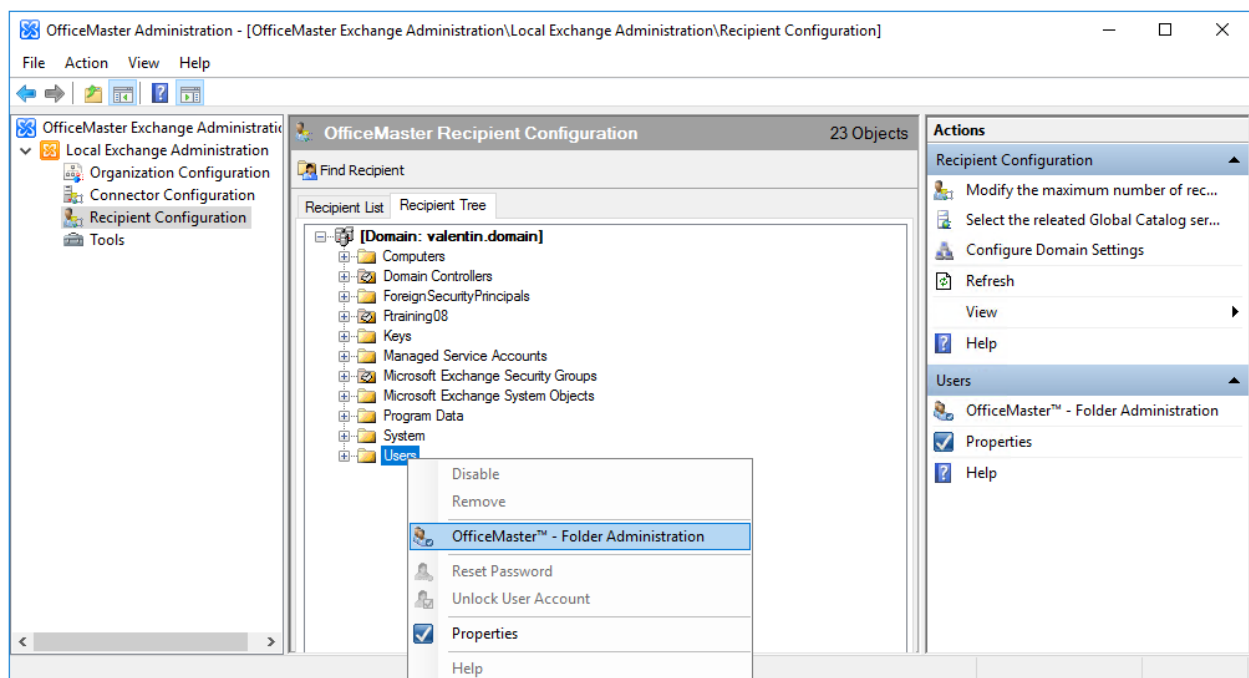 OfficeMaster Administration - [OfficeMaster Exchange Administration\Local Exchange Administration\Recipient Configuration]
File Action View Help
OfficeMaster Exchange Administratic
Local Exchange Administration
Organization Configuration
Connector Configuration
Recipient Configuration
Tools
OfficeMaster Recipient Configuration 23 Objects
Find Recipient
Recipient List Recipient Tree
[Domain: valentin.domain]
Computers
Domain Controllers
ForeignSecurityPrincipals
Ftraining08
Keys
Managed Service Accounts
Microsoft Exchange Security Groups
Microsoft Exchange System Objects
Program Data
System
Users
Disable
Remove
OfficeMaster™ - Folder Administration
Reset Password
Unlock User Account
Properties
Help
Actions
Recipient Configuration
Modify the maximum number of rec...
Select the releated Global Catalog ser...
Configure Domain Settings
Refresh
View
Help
Users
OfficeMaster™ - Folder Administration
Properties
Help